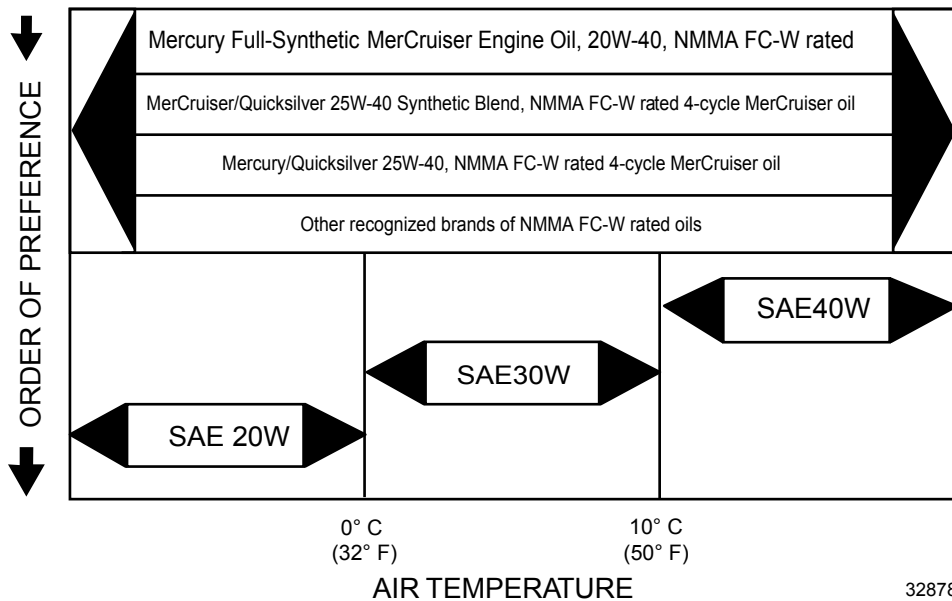 ORDER OF PREFERENCE
Mercury Full-Synthetic MerCruiser Engine Oil, 20W-40, NMMA FC-W rated
MerCruiser/Quicksilver 25W-40 Synthetic Blend, NMMA FC-W rated 4-cycle MerCruiser oil
Mercury/Quicksilver 25W-40, NMMA FC-W rated 4-cycle MerCruiser oil
Other recognized brands of NMMA FC-W rated oils
SAE40W
SAE30W
SAE 20W
0° C
(32° F)
10° C
(50° F)
AIR TEMPERATURE
32878